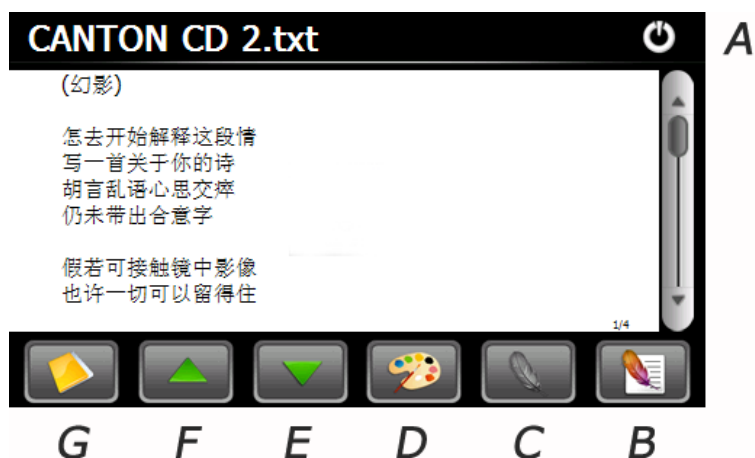 CANTON CD 2.txt
A
(幻影)
怎去开始解释这段情
写一首关于你的诗
胡言乱语心思交瘁
仍未带出合意字
假若可接触镜中影像
也许一切可以留得住
1/4
G F E D C B